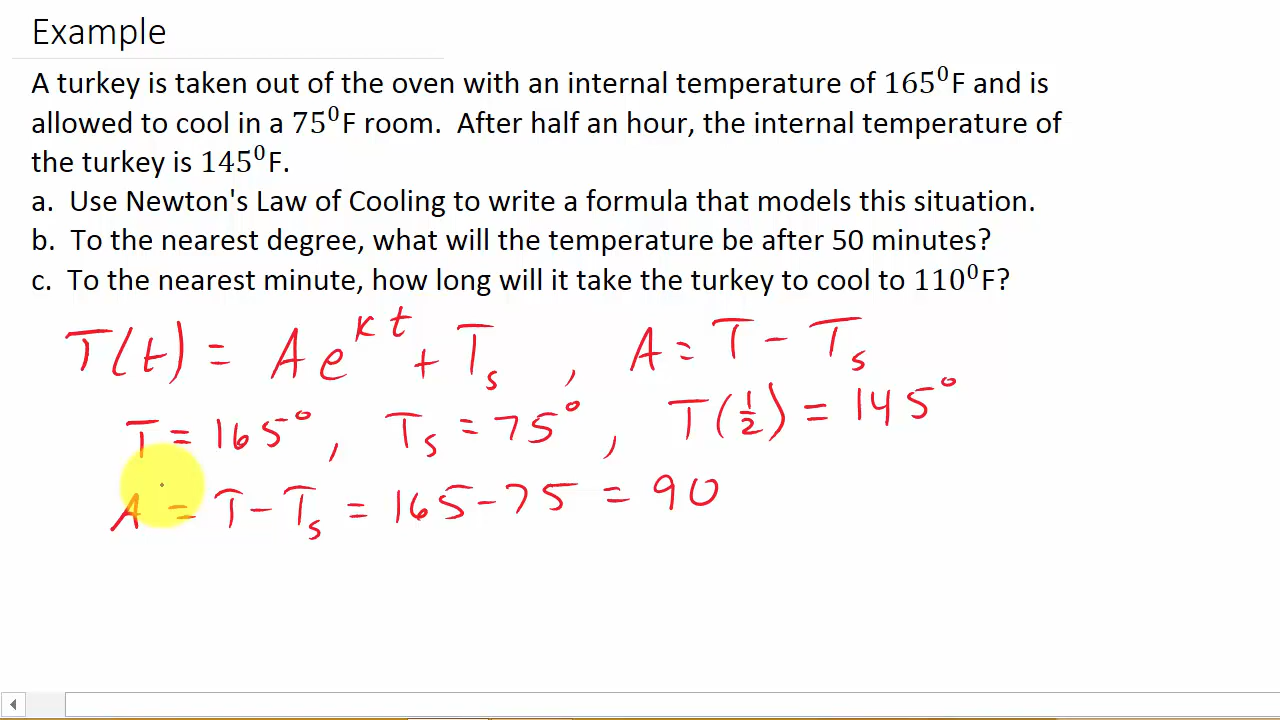 Example
A turkey is taken out of the oven with an internal temperature of 165⁰F and is
allowed to cool in a 75⁰F room. After half an hour, the internal temperature of
the turkey is 145⁰F.
a. Use Newton's Law of Cooling to write a formula that models this situation.
b. To the nearest degree, what will the temperature be after 50 minutes?
c. To the nearest minute, how long will it take the turkey to cool to 110⁰F?
T(t) = Ae^{kt} + T_s , A = T - T_s
T = 165° , T_s = 75° , T(1/2) = 145°
A = T - T_s = 165 - 75 = 90